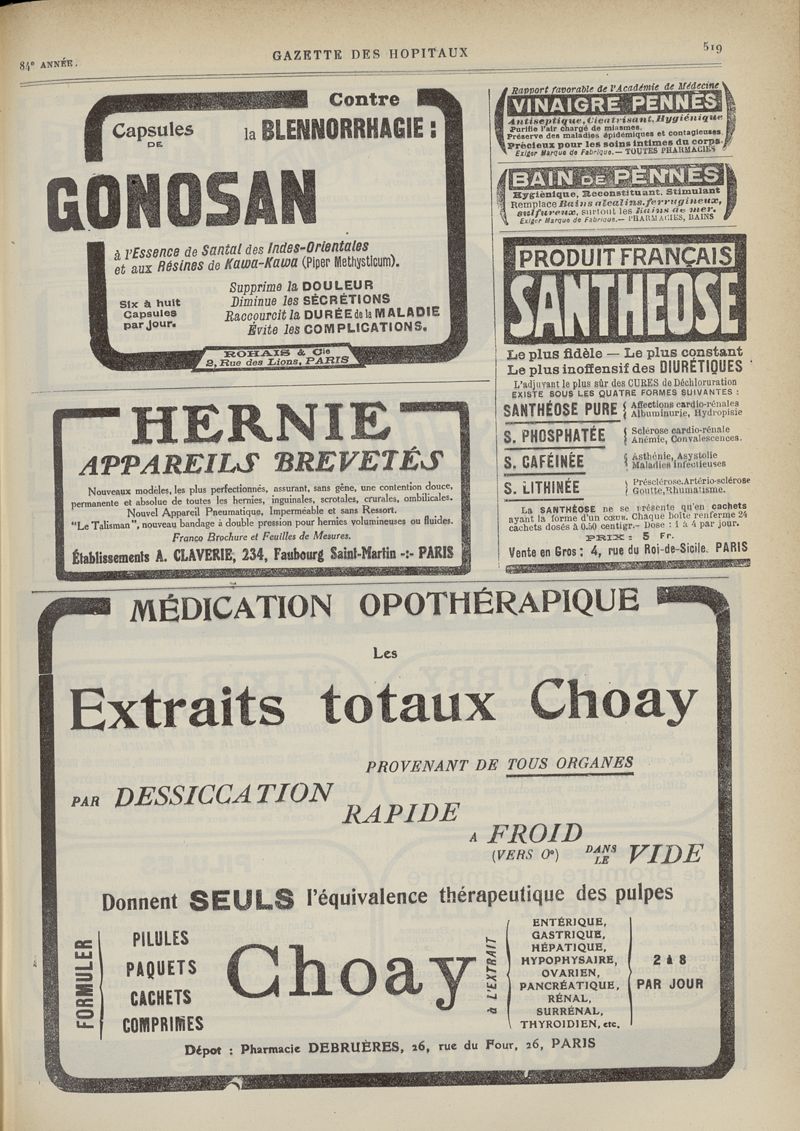 84e ANNÉE.
GAZETTE DES HOPITAUX
519
Contre
Capsules
DE
la BLENNORRHAGIE :
GONOSAN
à l'Essence de Santal des Indes-Orientales
et aux Résines de Kawa-Kawa (Piper Methysticum).
Six à huit
Capsules
par Jour.
Supprime la DOULEUR
Diminue les SÉCRÉTIONS
Raccourcit la DURÉE de la MALADIE
Évite les COMPLICATIONS.
ROHAIS & Cie
2, Rue des Lions, PARIS
HERNIE
APPAREILS BREVETÉS
Nouveaux modèles, les plus perfectionnés, assurant, sans gêne, une contention douce,
permanente et absolue de toutes les hernies, inguinales, scrotales, crurales, ombilicales.
Nouvel Appareil Pneumatique, Imperméable et sans Ressort.
"Le Talisman", nouveau bandage à double pression pour hernies volumineuses ou fluides.
Franco Brochure et Feuilles de Mesures.
Établissements A. CLAVERIE, 234, Faubourg Saint-Martin -:- PARIS
Rapport favorable de l'Académie de Médecine
VINAIGRE PENNÈS
Antiseptique, Cicatrisant, Hygiénique
Purifie l'air chargé de miasmes.
Préserve des maladies épidémiques et contagieuses
Précieux pour les soins intimes du corps.
Exiger Marque de Fabrique. — TOUTES PHARMACIES
BAIN DE PENNÈS
Hygiénique, Reconstituant, Stimulant
Remplace Bains alcalins, ferrugineux,
sulfureux, surtout les Bains de mer.
Exiger Marque de Fabrique. — PHARMACIES, BAINS
PRODUIT FRANÇAIS
SANTHEOSE
Le plus fidèle — Le plus constant
Le plus inoffensif des DIURÉTIQUES
L'adjuvant le plus sûr des CURES de Déchloruration
EXISTE SOUS LES QUATRE FORMES SUIVANTES :
SANTHÉOSE PURE { Affections cardio-rénales
Albuminurie, Hydropisie
S. PHOSPHATÉE { Sclérose cardio-rénale
Anémie, Convalescences.
S. CAFÉINÉE { Asthénie, Asystolie
Maladies infectieuses
S. LITHINÉE } Présclérose, Artério-sclérose
Goutte, Rhumatisme.
La SANTHÉOSE ne se présente qu'en cachets
ayant la forme d'un cœur. Chaque boîte renferme 24
cachets dosés à 0.50 centigr. - Dose : 1 à 4 par jour.
PRIX : 5 Fr.
Vente en Gros : 4, rue du Roi-de-Sicile. PARIS
MÉDICATION OPOTHÉRAPIQUE
Les
Extraits totaux Choay
PROVENANT DE TOUS ORGANES
PAR DESSICCATION
RAPIDE
A FROID
(VERS 0°) DANS LE VIDE
Donnent SEULS l'équivalence thérapeutique des pulpes
FORMULER
PILULES
PAQUETS
CACHETS
COMPRIMÉS
Choay
à L'EXTRAIT
ENTÉRIQUE,
GASTRIQUE,
HÉPATIQUE,
HYPOPHYSAIRE,
OVARIEN,
PANCRÉATIQUE,
RÉNAL,
SURRÉNAL,
THYROIDIEN, etc.
2 à 8
PAR JOUR
Dépot : Pharmacie DEBRUÈRES, 26, rue du Four, 26, PARIS